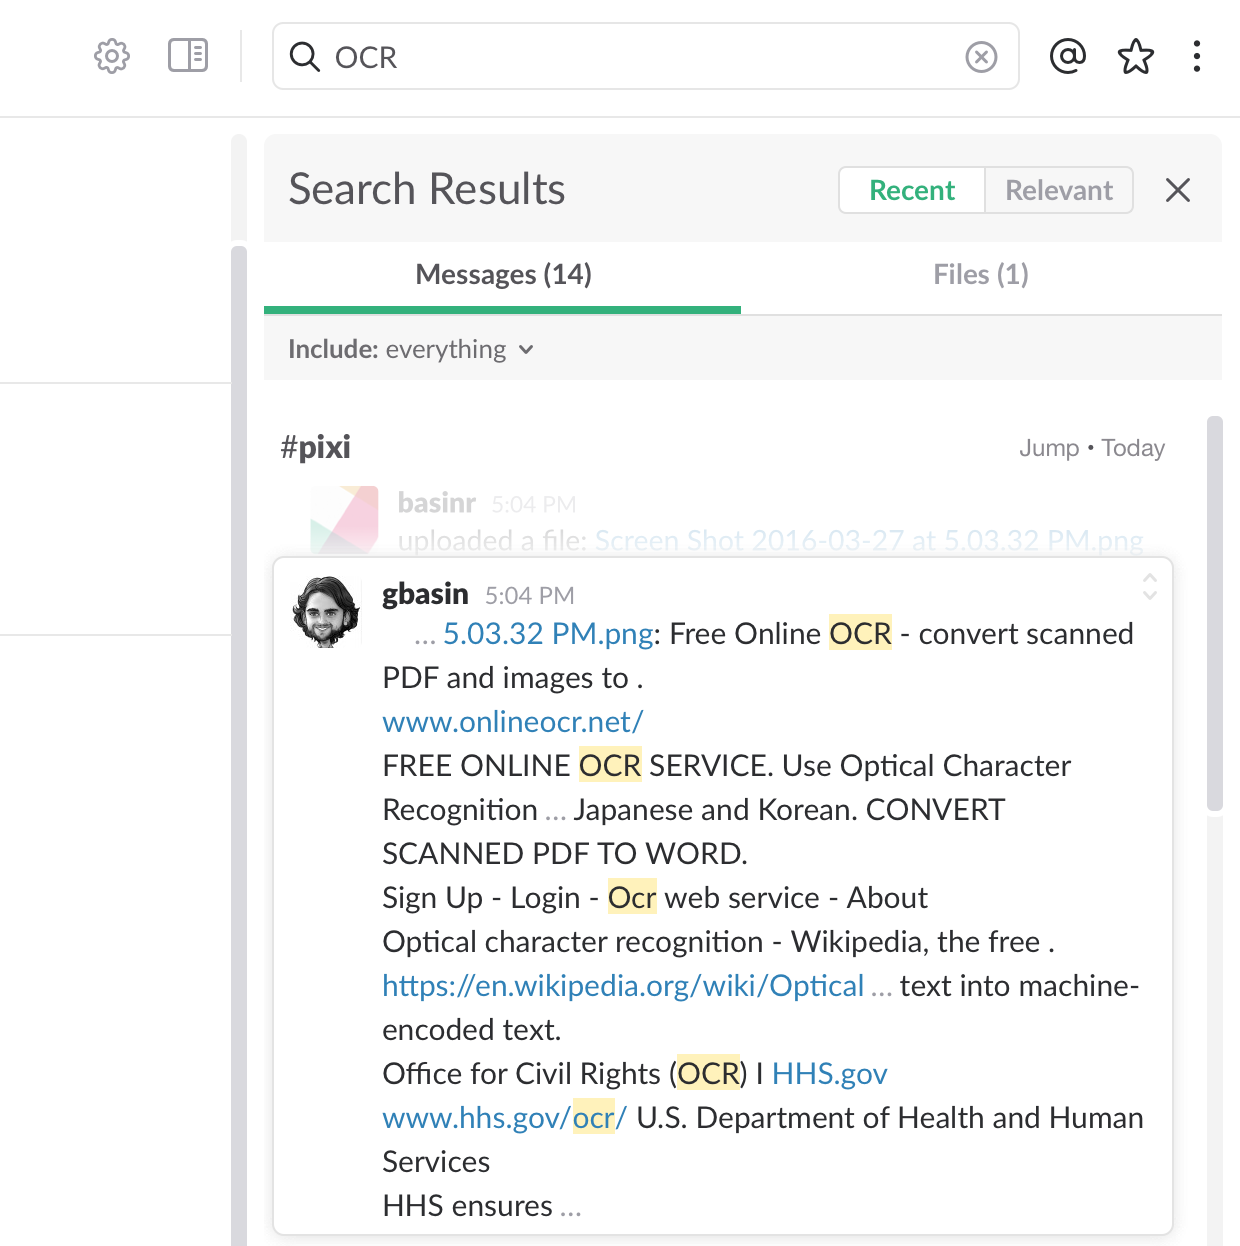 OCR
Search Results
Recent
Relevant
Messages (14)
Files (1)
Include: everything
#pixi
Jump • Today
basinr 5:04 PM
uploaded a file: Screen Shot 2016-03-27 at 5.03.32 PM.png
gbasin 5:04 PM
... 5.03.32 PM.png: Free Online OCR - convert scanned
PDF and images to .
www.onlineocr.net/
FREE ONLINE OCR SERVICE. Use Optical Character
Recognition ... Japanese and Korean. CONVERT
SCANNED PDF TO WORD.
Sign Up - Login - Ocr web service - About
Optical character recognition - Wikipedia, the free .
https://en.wikipedia.org/wiki/Optical ... text into machine-
encoded text.
Office for Civil Rights (OCR) I HHS.gov
www.hhs.gov/ocr/ U.S. Department of Health and Human
Services
HHS ensures ...